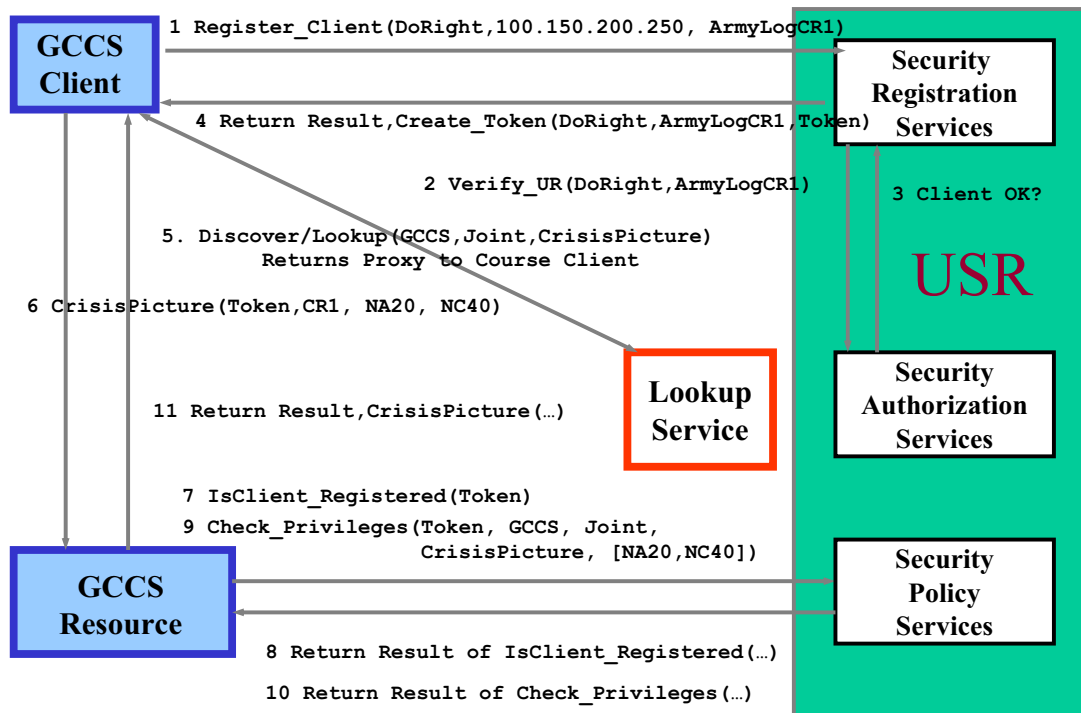 1 Register_Client(DoRight,100.150.200.250, ArmyLogCR1)
GCCS
Client
Security
Registration
Services
4 Return Result,Create_Token(DoRight,ArmyLogCR1,Token)
2 Verify_UR(DoRight,ArmyLogCR1)
3 Client OK?
5. Discover/Lookup(GCCS,Joint,CrisisPicture)
Returns Proxy to Course Client
USR
6 CrisisPicture(Token,CR1, NA20, NC40)
Lookup
Service
Security
Authorization
Services
11 Return Result,CrisisPicture(…)
7 IsClient_Registered(Token)
9 Check_Privileges(Token, GCCS, Joint,
CrisisPicture, [NA20,NC40])
GCCS
Resource
Security
Policy
Services
8 Return Result of IsClient_Registered(…)
10 Return Result of Check_Privileges(…)